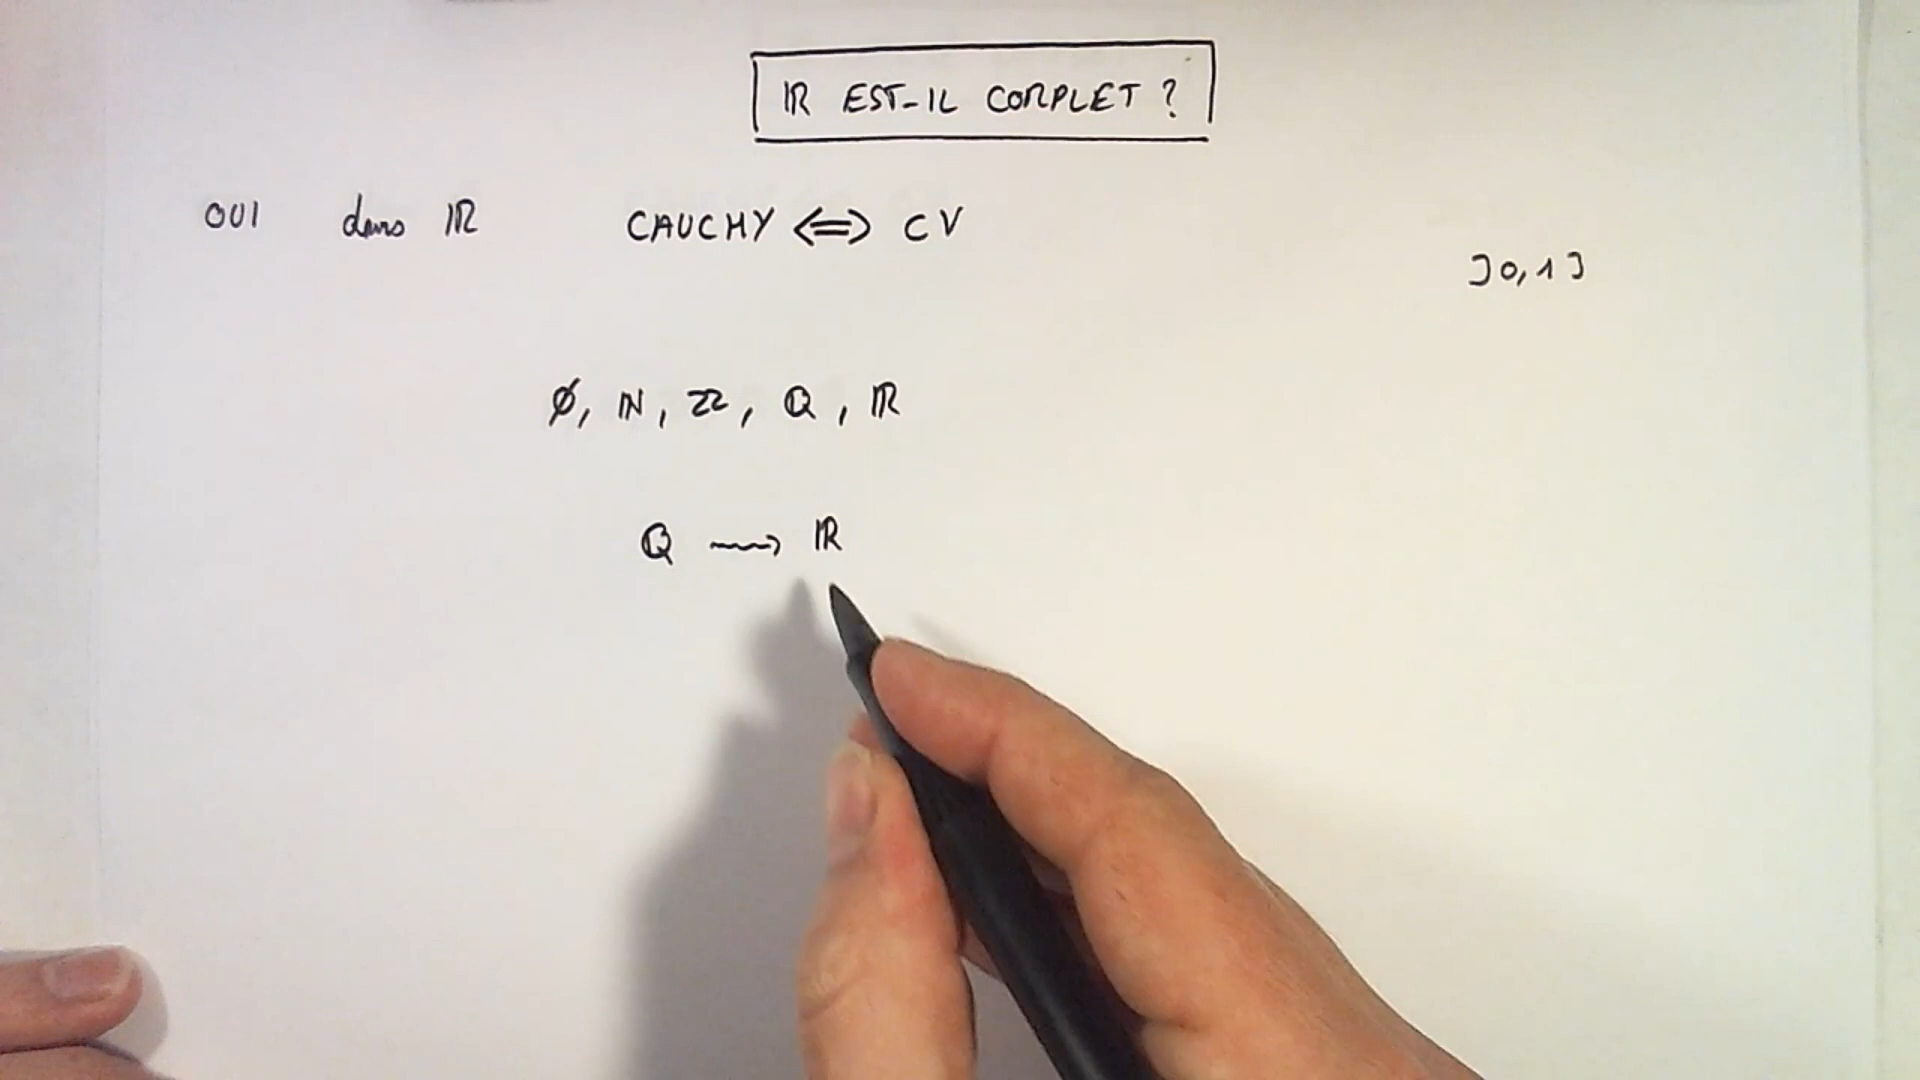 ℝ EST-IL COMPLET ?
OUI dans ℝ CAUCHY ⟺ CV
]0,1]
∅, ℕ, ℤ, ℚ, ℝ
ℚ ⟶ ℝ